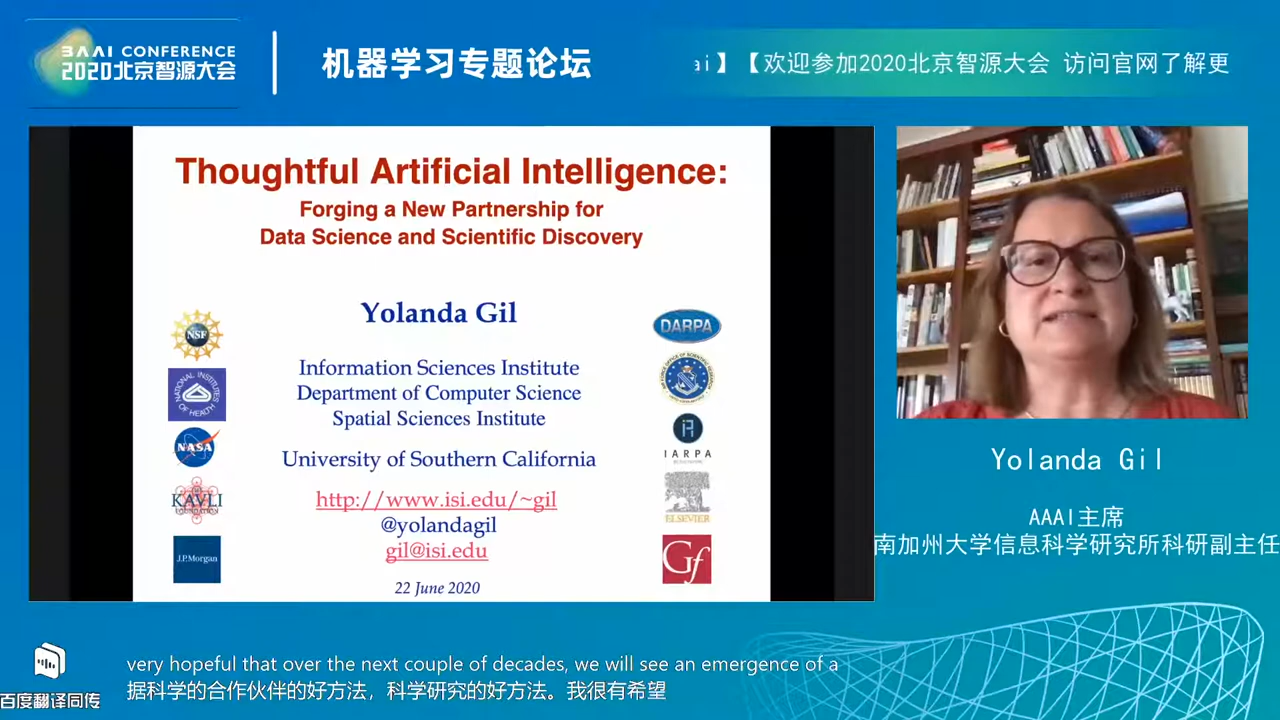 BAAI CONFERENCE
2020北京智源大会
机器学习专题论坛
ai】【欢迎参加2020北京智源大会 访问官网了解更
Thoughtful Artificial Intelligence:
Forging a New Partnership for
Data Science and Scientific Discovery
Yolanda Gil
Information Sciences Institute
Department of Computer Science
Spatial Sciences Institute
University of Southern California
http://www.isi.edu/~gil
@yolandagil
gil@isi.edu
22 June 2020
NSF
NATIONAL INSTITUTES OF HEALTH
NASA
KAVLI
FOUNDATION
J.P.Morgan
DARPA
IARPA
ELSEVIER
Gf
Yolanda Gil
AAAI主席
南加州大学信息科学研究所科研副主任
very hopeful that over the next couple of decades, we will see an emergence of a
据科学的合作伙伴的好方法，科学研究的好方法。我很有希望
百度翻译同传